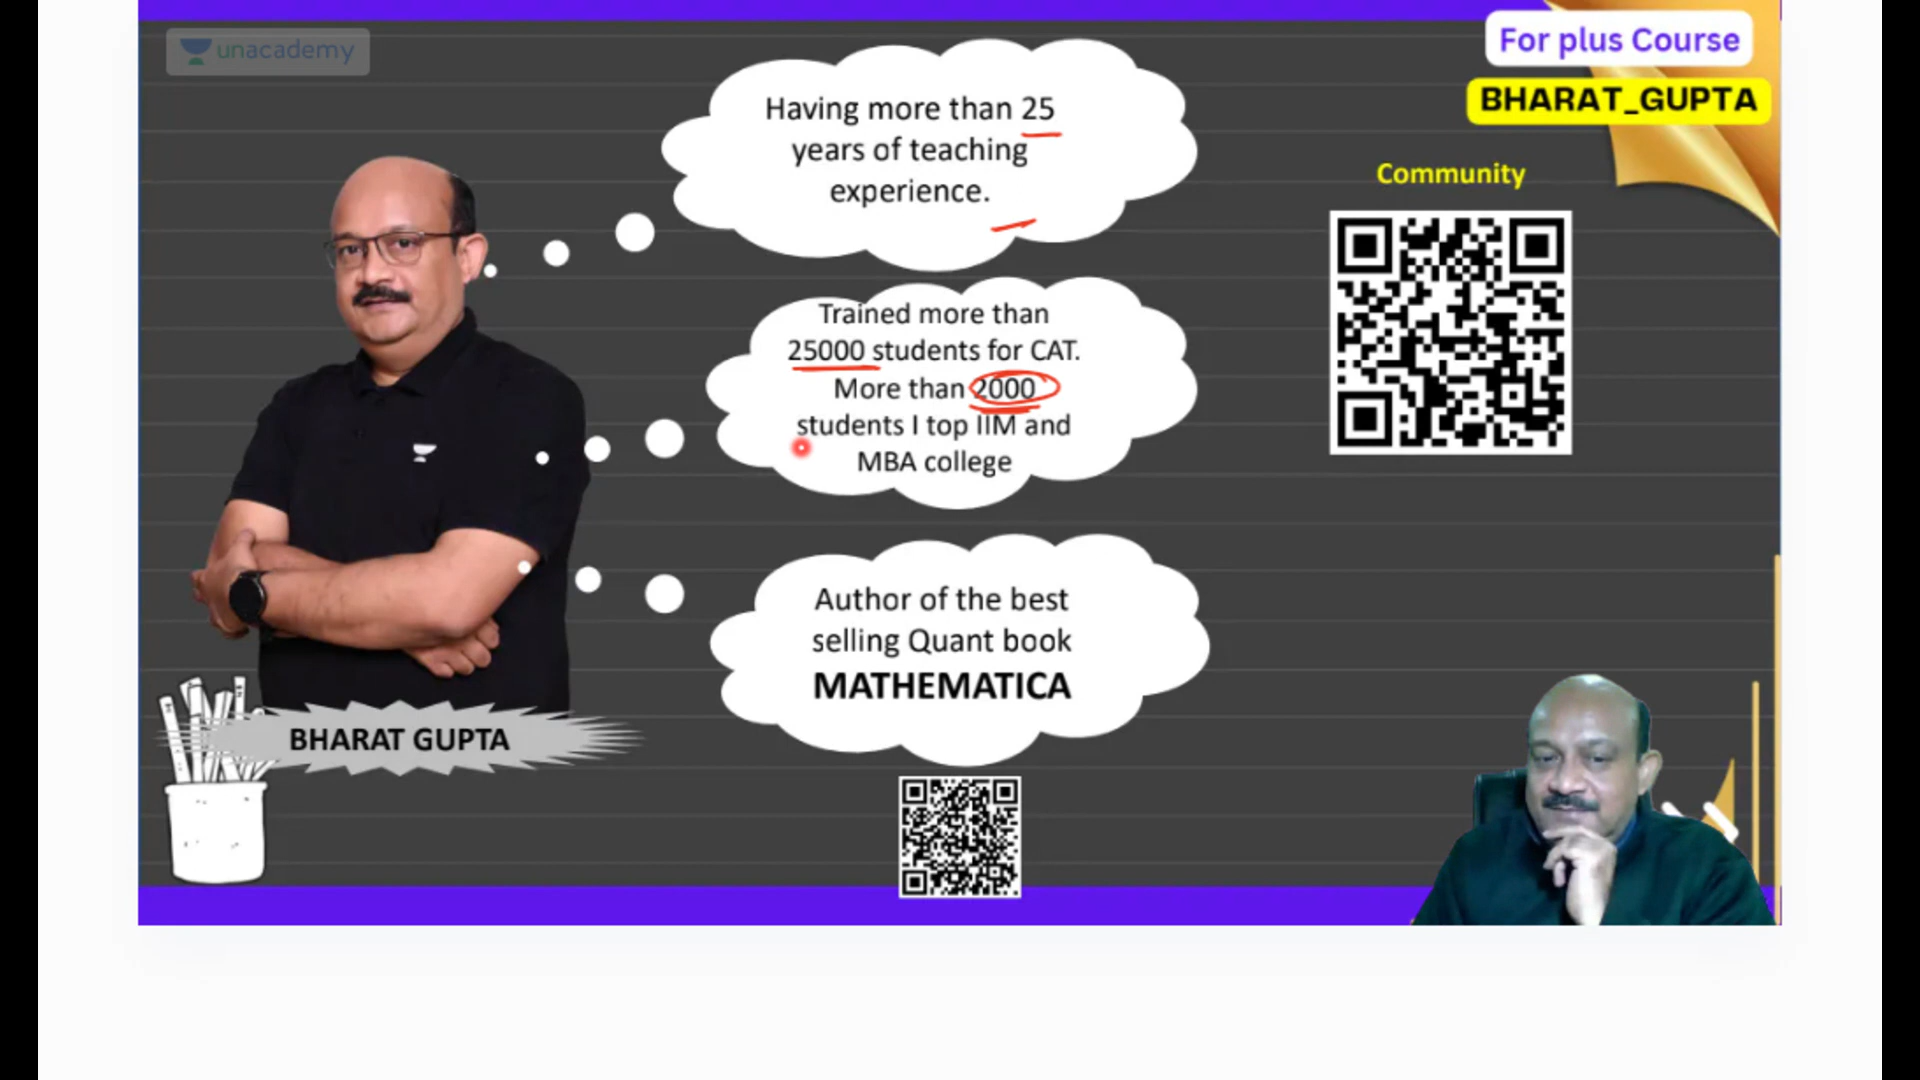 unacademy
For plus Course
BHARAT_GUPTA
Having more than 25
years of teaching
experience.
Community
Trained more than
25000 students for CAT.
More than 2000
students I top IIM and
MBA college
Author of the best
selling Quant book
MATHEMATICA
BHARAT GUPTA